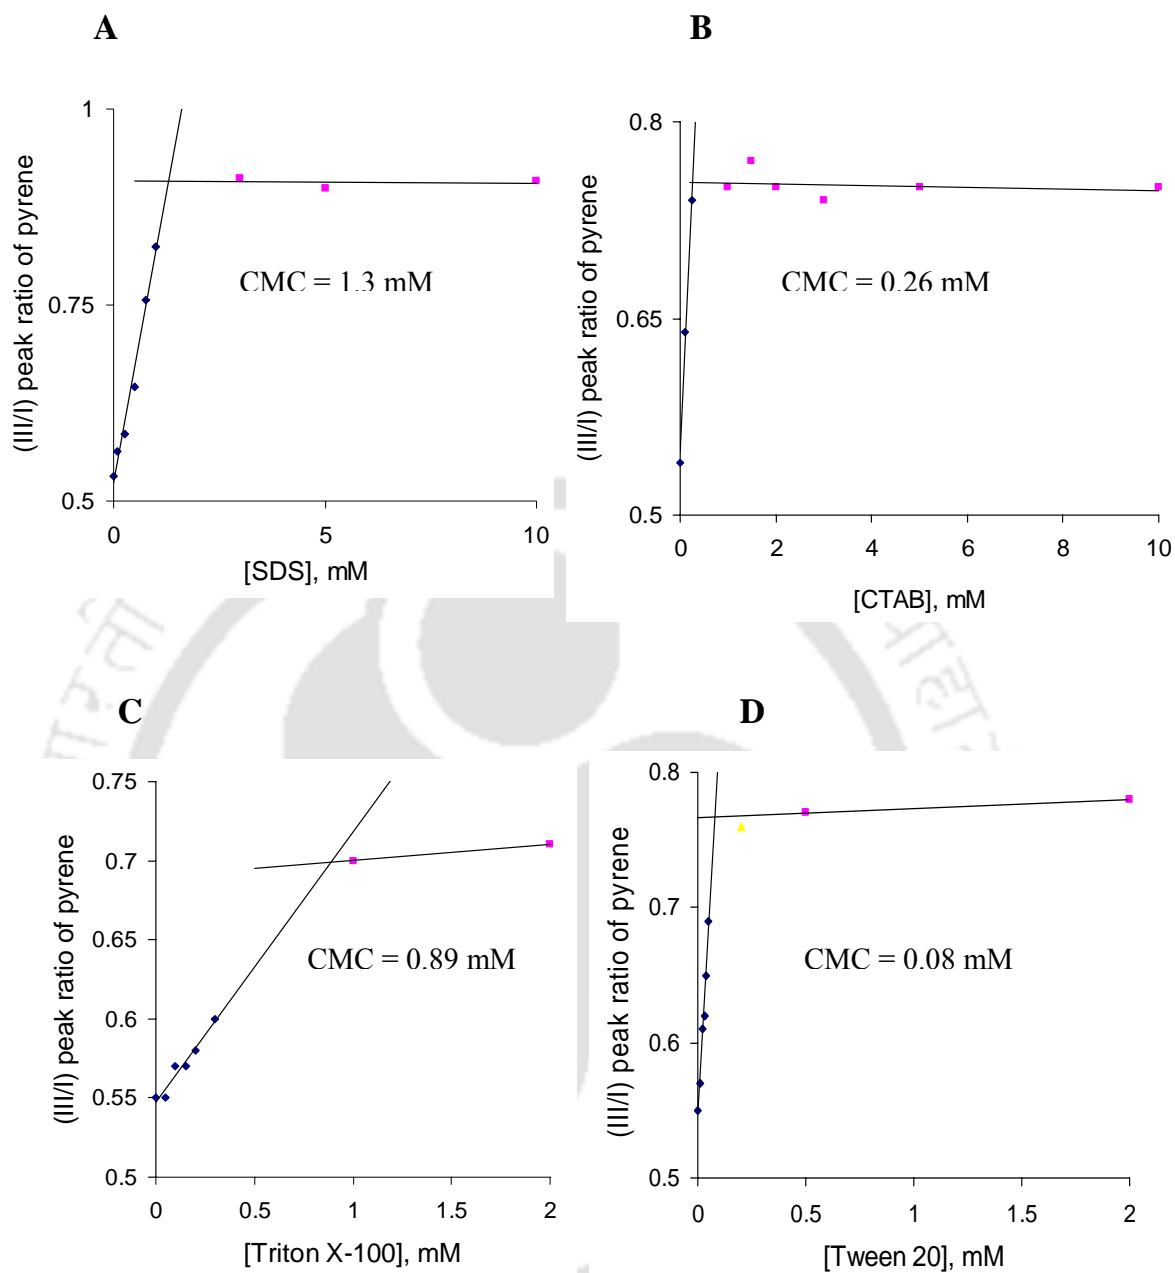 A
(III/I) peak ratio of pyrene
1
0.75
0.5
CMC = 1.3 mM
0 5 10
[SDS], mM
B
(III/I) peak ratio of pyrene
0.8
0.65
0.5
CMC = 0.26 mM
0 2 4 6 8 10
[CTAB], mM
C
(III/I) peak ratio of pyrene
0.75
0.7
0.65
0.6
0.55
0.5
CMC = 0.89 mM
0 0.5 1 1.5 2
[Triton X-100], mM
D
(III/I) peak ratio of pyrene
0.8
0.7
0.6
0.5
CMC = 0.08 mM
0 0.5 1 1.5 2
[Tween 20], mM